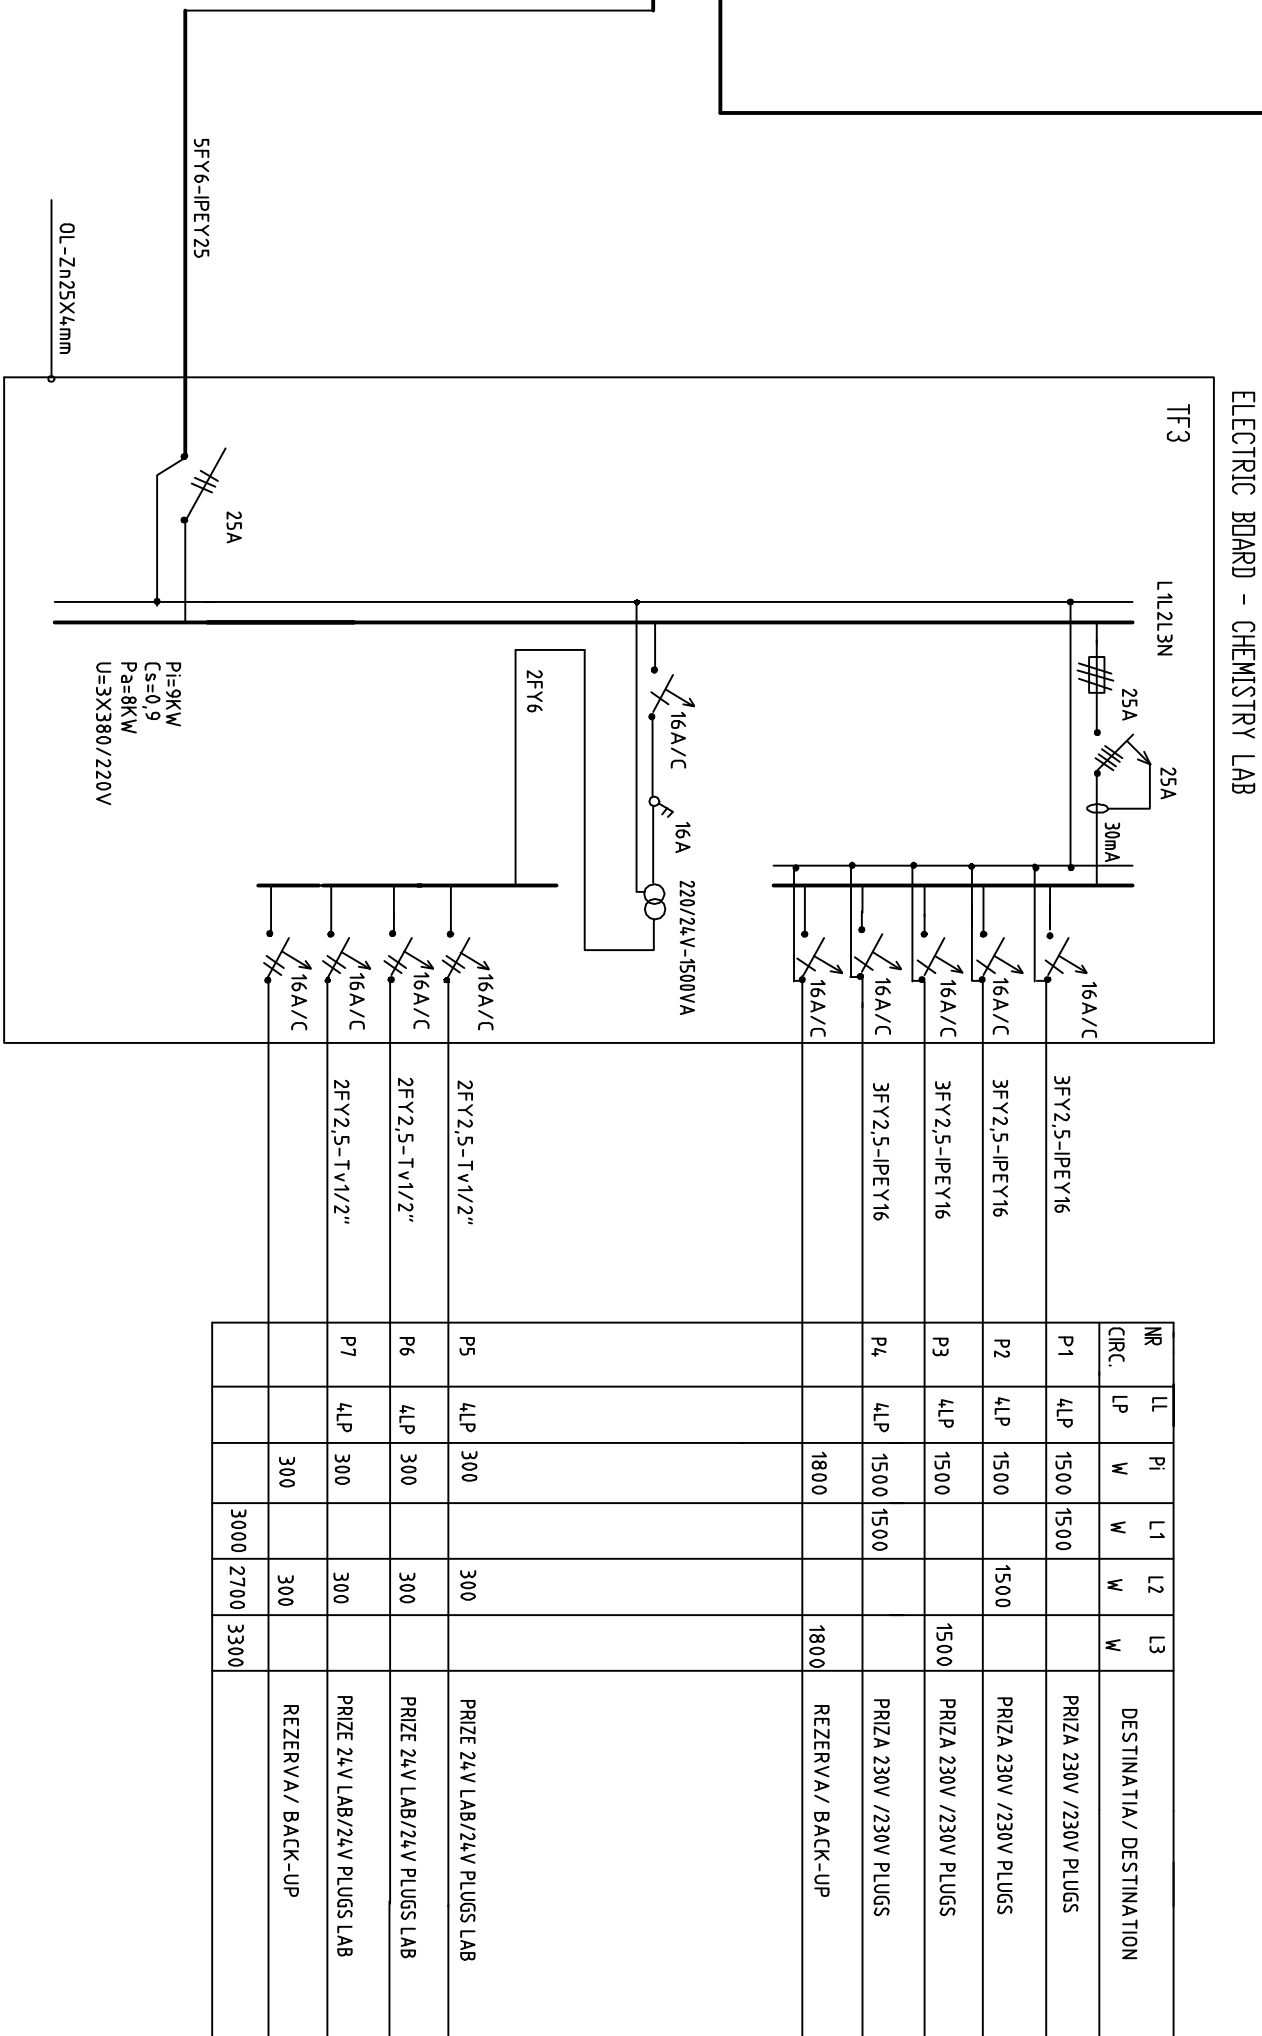 ELECTRIC BOARD - CHEMISTRY LAB
TF3
L1L2L3N
25A
25A
30mA
16A/C
16A/C
16A/C
16A/C
16A/C
3FY2,5-IPEY16
3FY2,5-IPEY16
3FY2,5-IPEY16
3FY2,5-IPEY16
16A/C
16A
220/24V-1500VA
2FY6
16A/C
16A/C
16A/C
16A/C
2FY2,5-Tv1/2"
2FY2,5-Tv1/2"
2FY2,5-Tv1/2"
5FY6-IPEY25
25A
OL-Zn25X4mm
Pi=9KW
Cs=0,9
Pa=8KW
U=3X380/220V
NR LL Pi L1 L2 L3
CIRC. LP W W W W DESTINATIA/ DESTINATION
P1 4LP 1500 1500 PRIZA 230V /230V PLUGS
P2 4LP 1500 1500 PRIZA 230V /230V PLUGS
P3 4LP 1500 1500 PRIZA 230V /230V PLUGS
P4 4LP 1500 1500 PRIZA 230V /230V PLUGS
1800 1800 REZERVA/ BACK-UP
P5 4LP 300 300 PRIZE 24V LAB/24V PLUGS LAB
P6 4LP 300 300 PRIZE 24V LAB/24V PLUGS LAB
P7 4LP 300 300 PRIZE 24V LAB/24V PLUGS LAB
300 300 REZERVA/ BACK-UP
3000 2700 3300